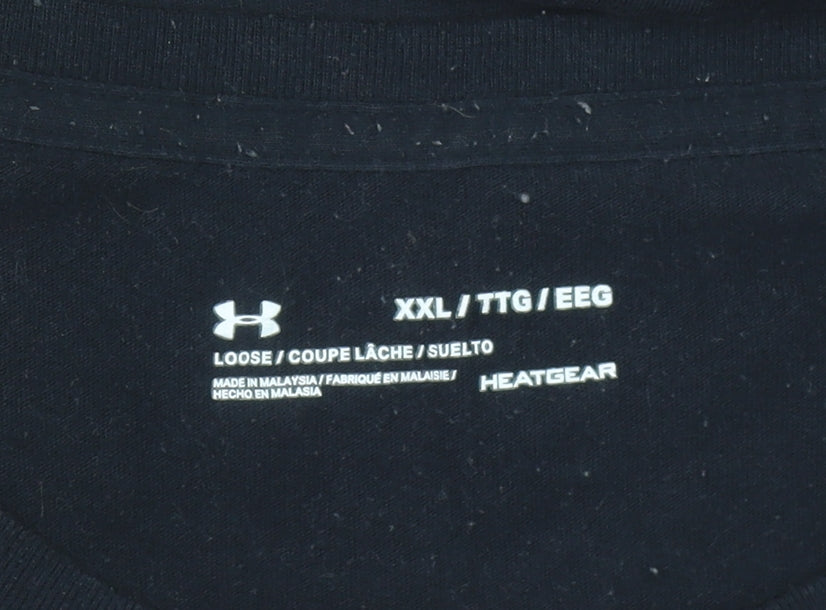 XXL / TTG / EEG
LOOSE / COUPE LÂCHE / SUELTO
MADE IN MALAYSIA / FABRIQUÉ EN MALAISIE /
HECHO EN MALASIA
HEATGEAR